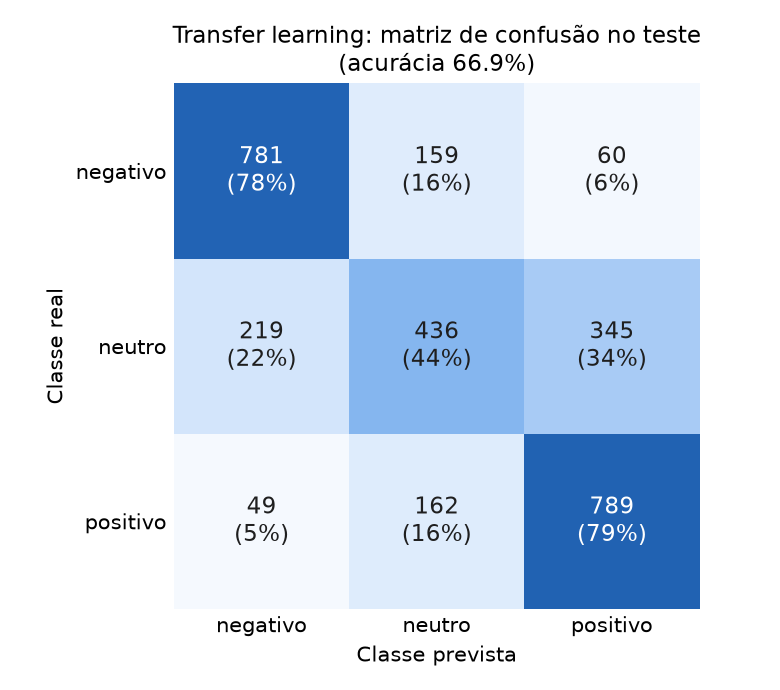 Transfer learning: matriz de confusão no teste
(acurácia 66.9%)
negativo
781
(78%)
159
(16%)
60
(6%)
Classe real
neutro
219
(22%)
436
(44%)
345
(34%)
positivo
49
(5%)
162
(16%)
789
(79%)
negativo
neutro
positivo
Classe prevista